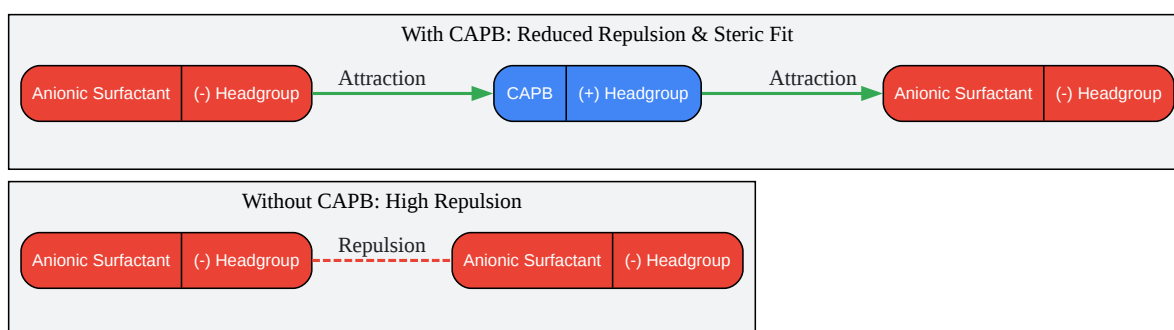 With CAPB: Reduced Repulsion & Steric Fit
Anionic Surfactant (-) Headgroup Attraction CAPB (+) Headgroup Attraction Anionic Surfactant (-) Headgroup
Without CAPB: High Repulsion
Anionic Surfactant (-) Headgroup Repulsion Anionic Surfactant (-) Headgroup